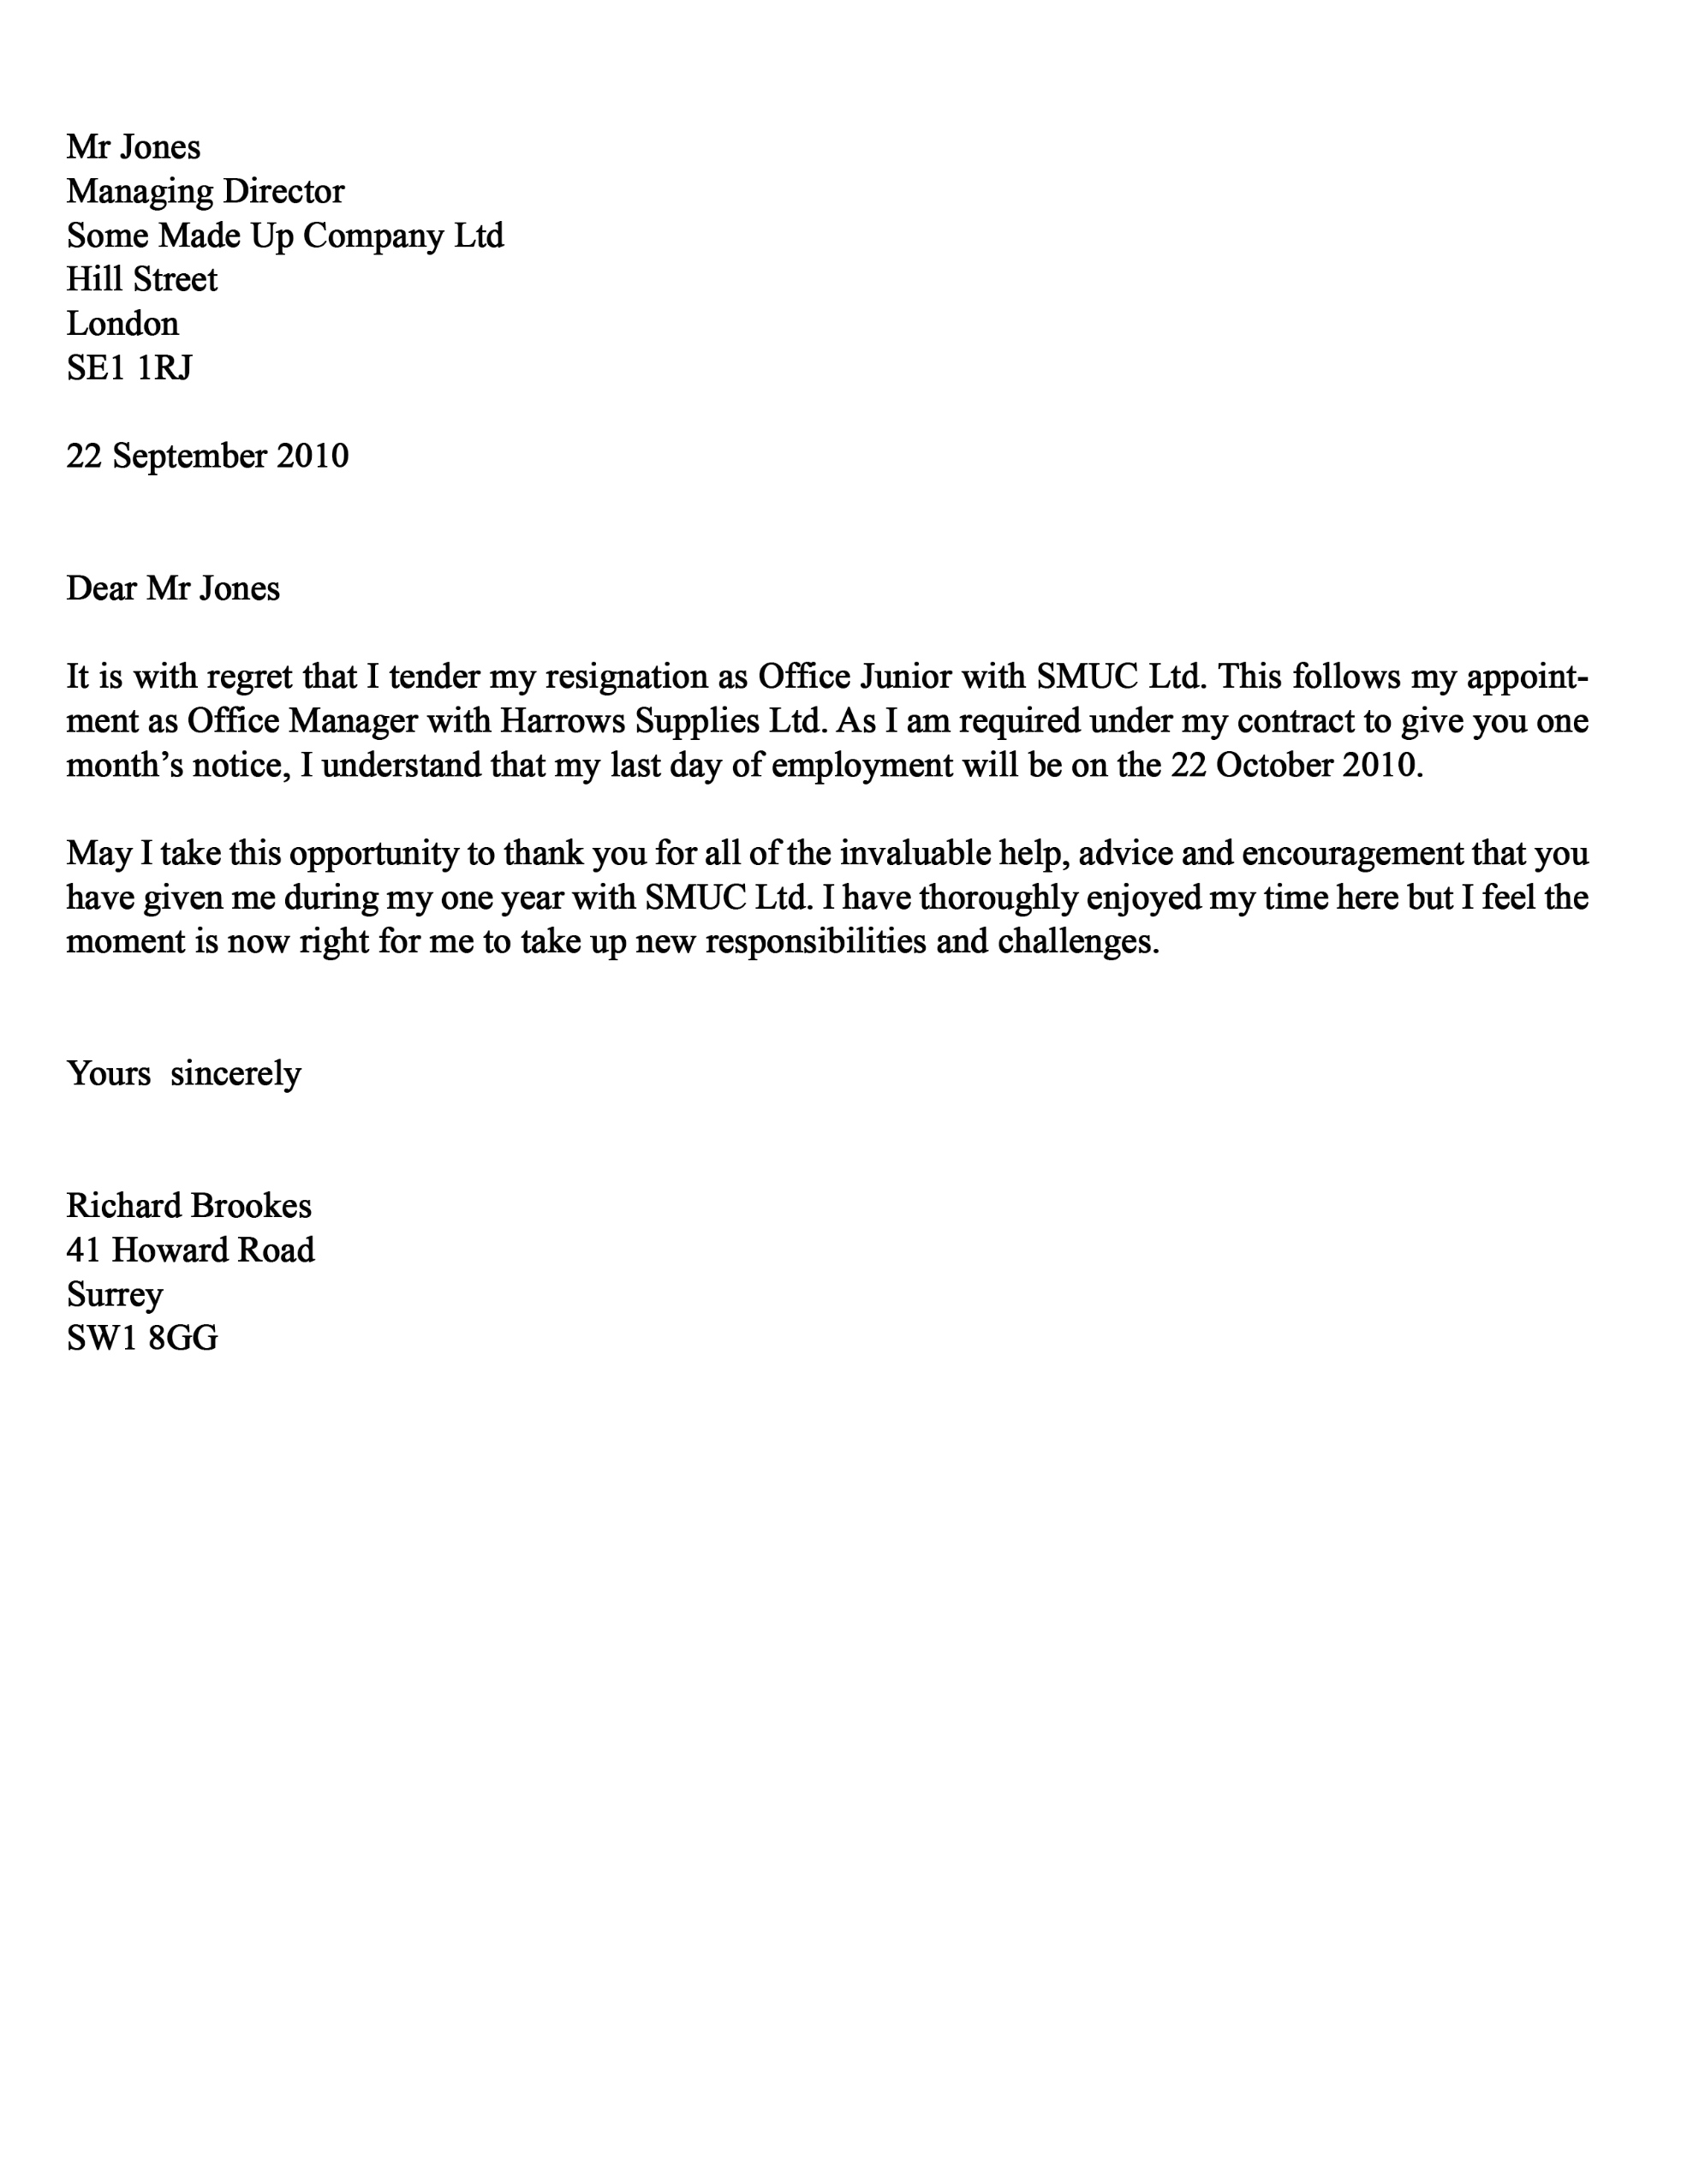 Mr Jones
Managing Director
Some Made Up Company Ltd
Hill Street
London
SE1 1RJ
22 September 2010
Dear Mr Jones
It is with regret that I tender my resignation as Office Junior with SMUC Ltd. This follows my appoint-
ment as Office Manager with Harrows Supplies Ltd. As I am required under my contract to give you one
month’s notice, I understand that my last day of employment will be on the 22 October 2010.
May I take this opportunity to thank you for all of the invaluable help, advice and encouragement that you
have given me during my one year with SMUC Ltd. I have thoroughly enjoyed my time here but I feel the
moment is now right for me to take up new responsibilities and challenges.
Yours  sincerely
Richard Brookes
41 Howard Road
Surrey
SW1 8GG